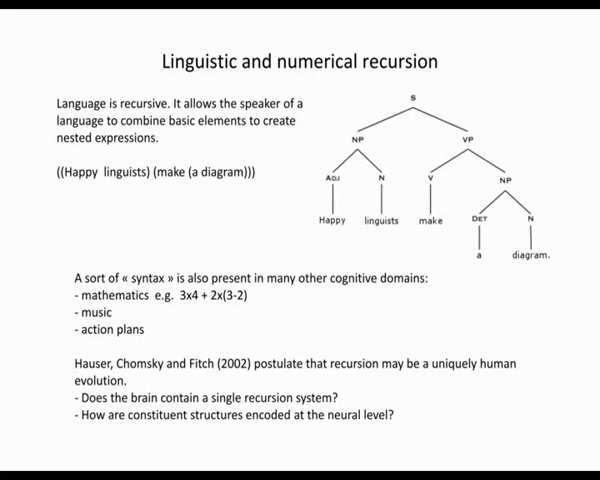 Linguistic and numerical recursion
Language is recursive. It allows the speaker of a
language to combine basic elements to create
nested expressions.
((Happy linguists) (make (a diagram)))
S
NP VP
ADJ N V NP
Happy linguists make DET N
a diagram.
A sort of « syntax » is also present in many other cognitive domains:
- mathematics e.g. 3x4 + 2x(3-2)
- music
- action plans
Hauser, Chomsky and Fitch (2002) postulate that recursion may be a uniquely human
evolution.
- Does the brain contain a single recursion system?
- How are constituent structures encoded at the neural level?